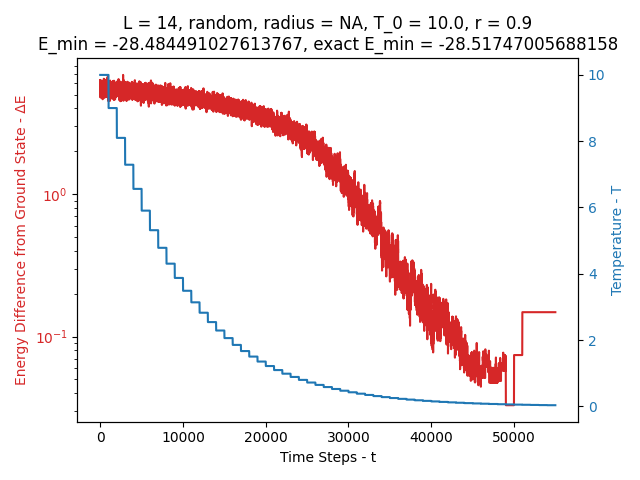 L = 14, random, radius = NA, T_0 = 10.0, r = 0.9
E_min = -28.484491027613767, exact E_min = -28.51747005688158
Energy Difference from Ground State - ΔE
10⁰
10⁻¹
10
8
6
4
2
0
Temperature - T
0
10000
20000
30000
40000
50000
Time Steps - t